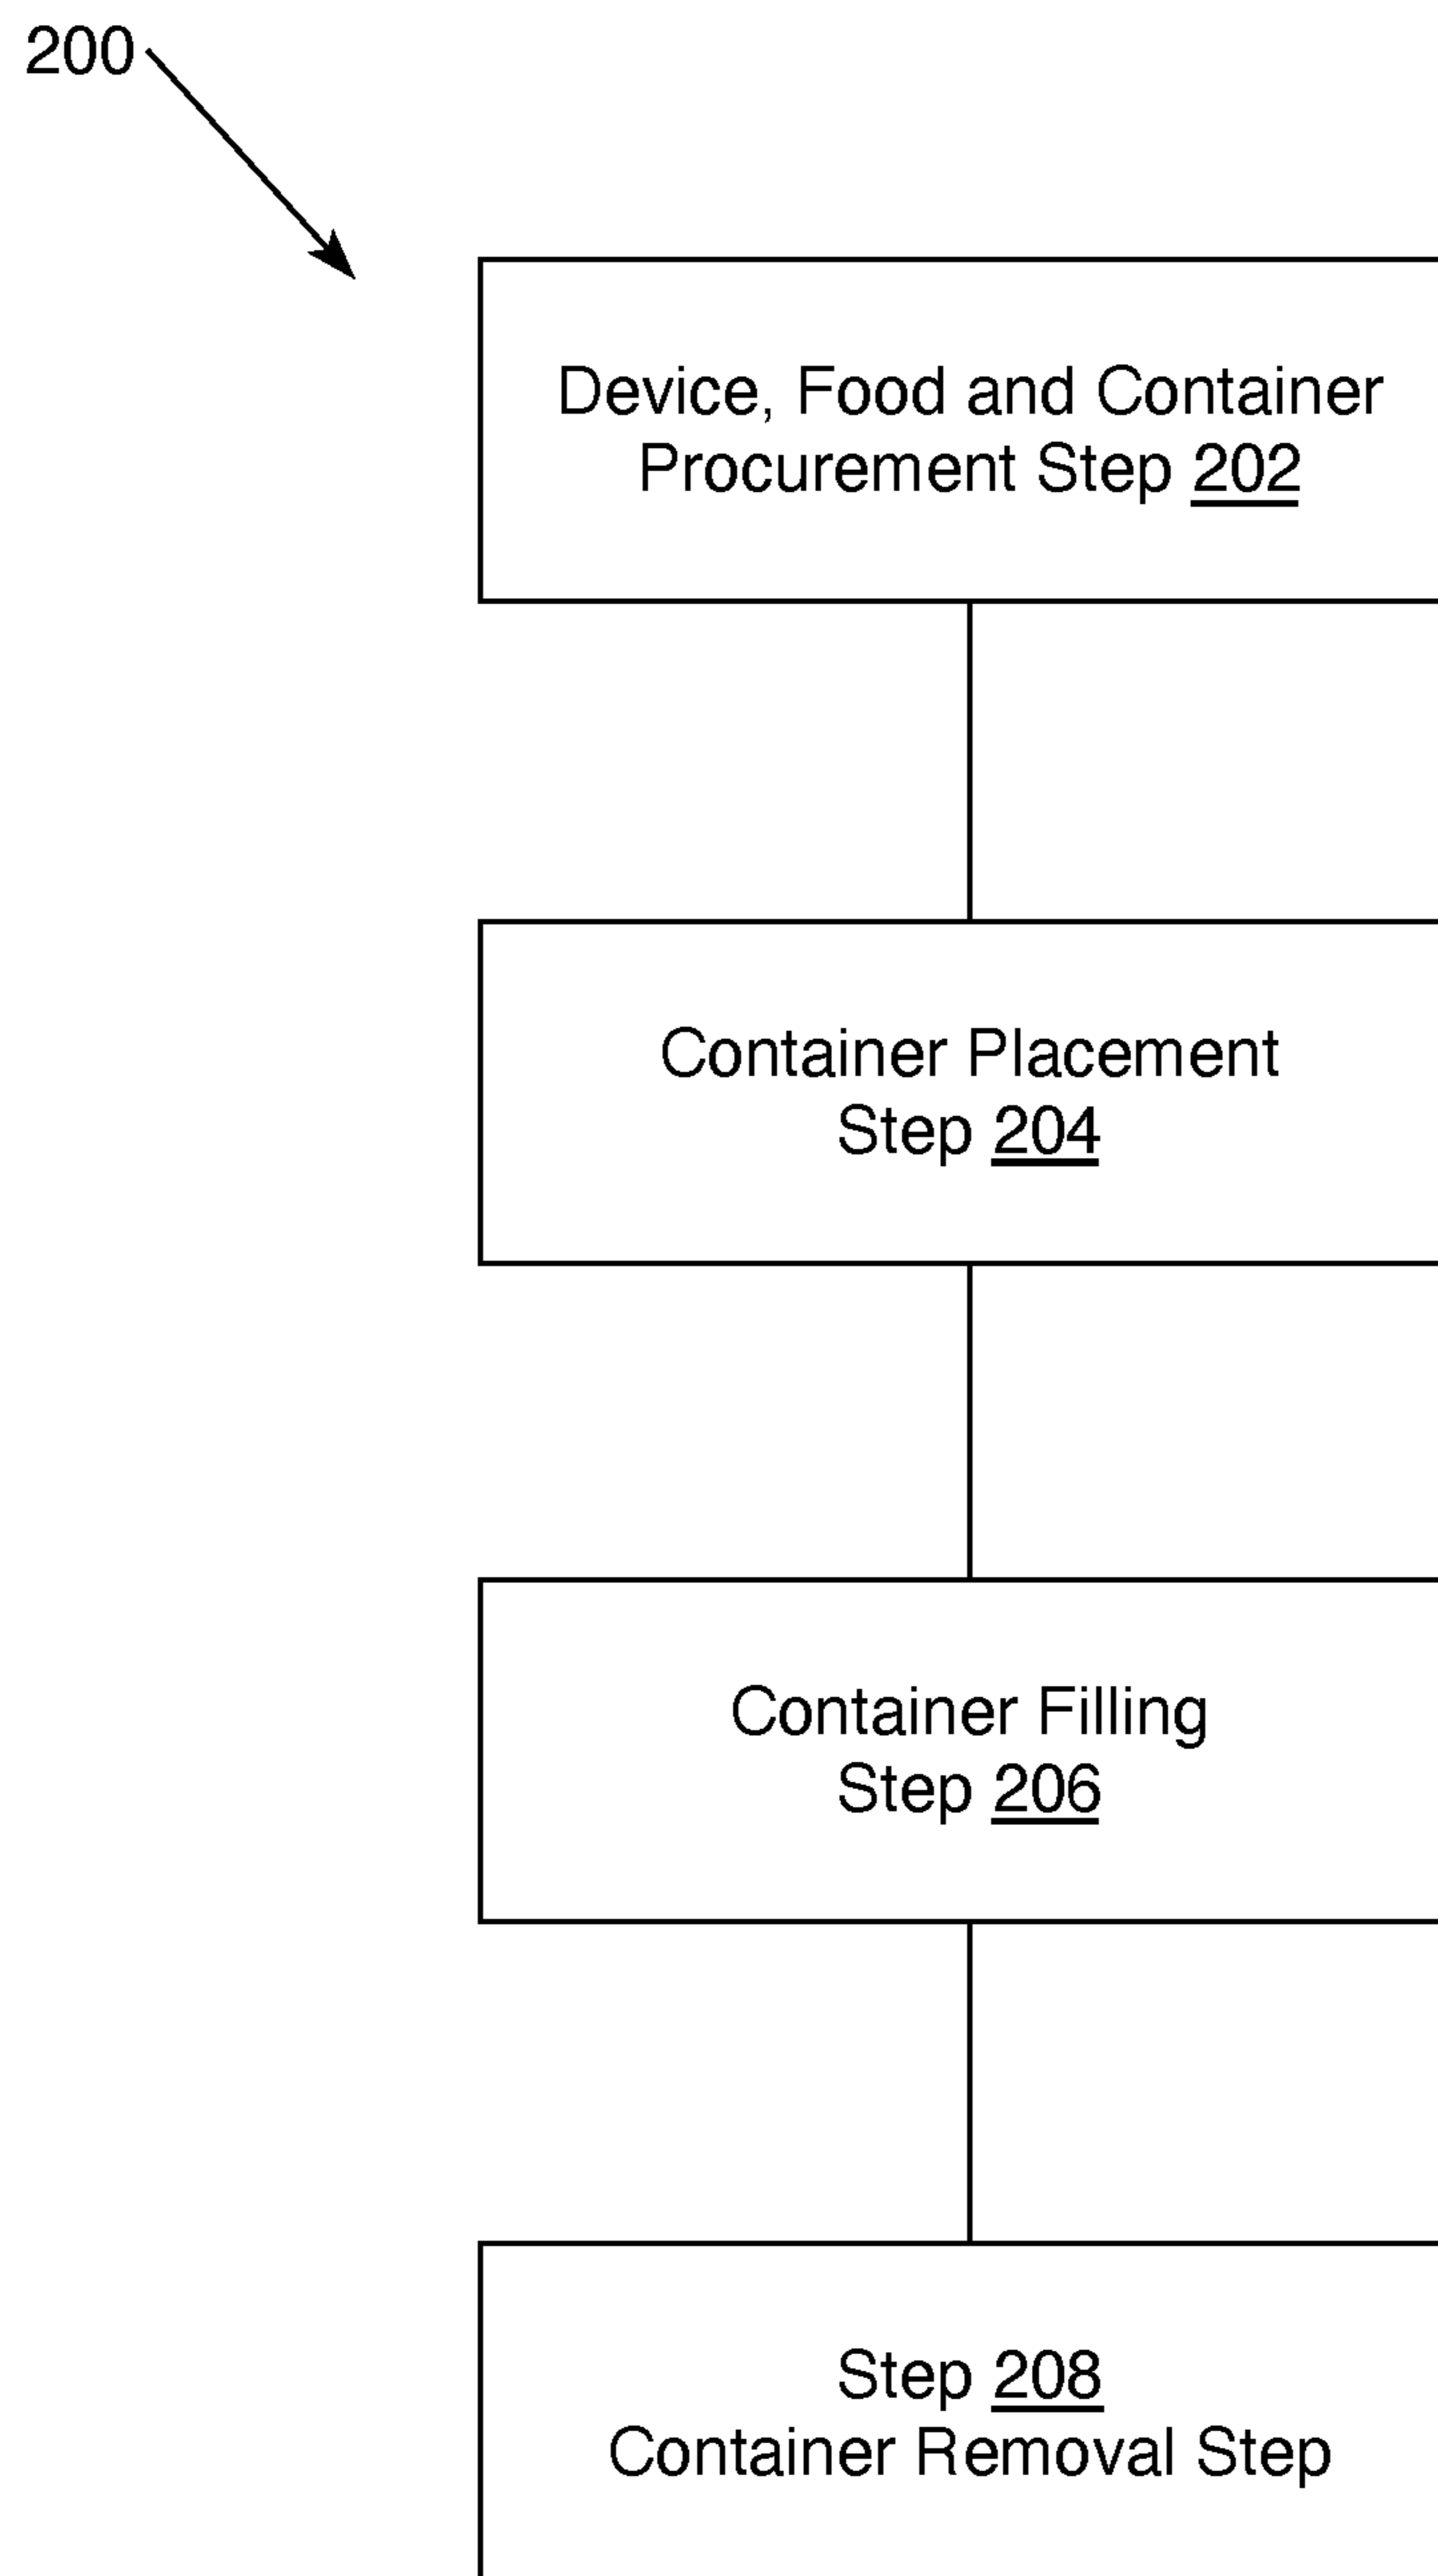 200
Device, Food and Container
Procurement Step 202
Container Placement
Step 204
Container Filling
Step 206
Step 208
Container Removal Step